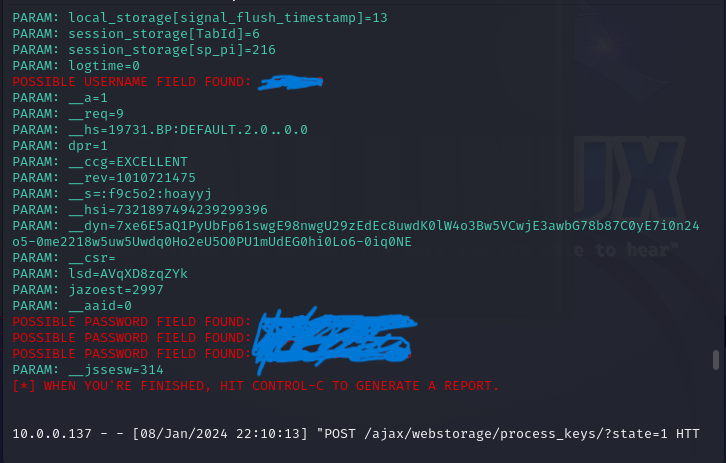 PARAM: local_storage[signal_flush_timestamp]=13
PARAM: session_storage[TabId]=6
PARAM: session_storage[sp_pi]=216
PARAM: logtime=0
POSSIBLE USERNAME FIELD FOUND:
PARAM: __a=1
PARAM: __req=9
PARAM: __hs=19731.BP:DEFAULT.2.0..0.0
PARAM: dpr=1
PARAM: __ccg=EXCELLENT
PARAM: __rev=1010721475
PARAM: __s=:f9c5o2:hoayyj
PARAM: __hsi=7321897494239299396
PARAM: __dyn=7xe6E5aQ1PyUbFp61swgE98nwgU29zEdEc8uwdK0lW4o3Bw5VCwjE3awbG78b87C0yE7i0n24
o5-0me2218w5uw5Uwdq0Ho2eU5O0PU1mUdEG0hi0Lo6-0iq0NE
PARAM: __csr=
PARAM: lsd=AVqXD8zqZYk
PARAM: jazoest=2997
PARAM: __aaid=0
POSSIBLE PASSWORD FIELD FOUND:
POSSIBLE PASSWORD FIELD FOUND:
POSSIBLE PASSWORD FIELD FOUND:
PARAM: __jssesw=314
[*] WHEN YOU'RE FINISHED, HIT CONTROL-C TO GENERATE A REPORT.
10.0.0.137 - - [08/Jan/2024 22:10:13] "POST /ajax/webstorage/process_keys/?state=1 HTT
UX
e to hear"